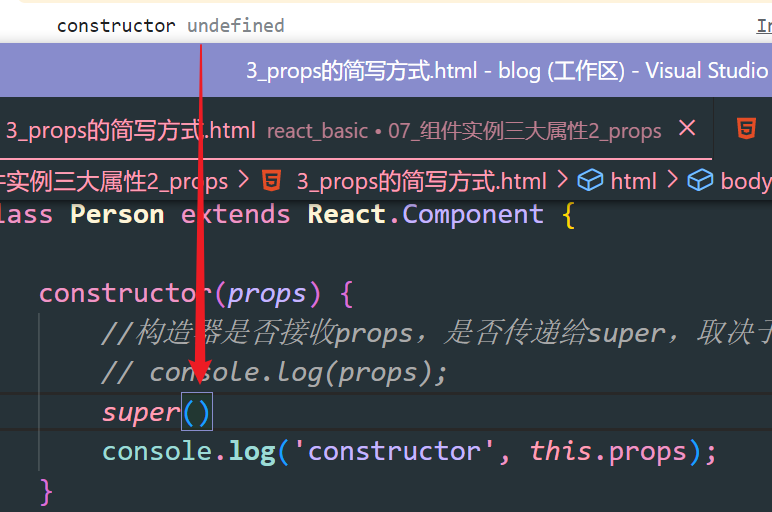 constructor undefined
3_props的简写方式.html - blog (工作区) - Visual Studio
3_props的简写方式.html react_basic • 07_组件实例三大属性2_props
实例三大属性2_props > 3_props的简写方式.html > html > body
lass Person extends React.Component {
constructor(props) {
//构造器是否接收props，是否传递给super，取决于
// console.log(props);
super()
console.log('constructor', this.props);
}